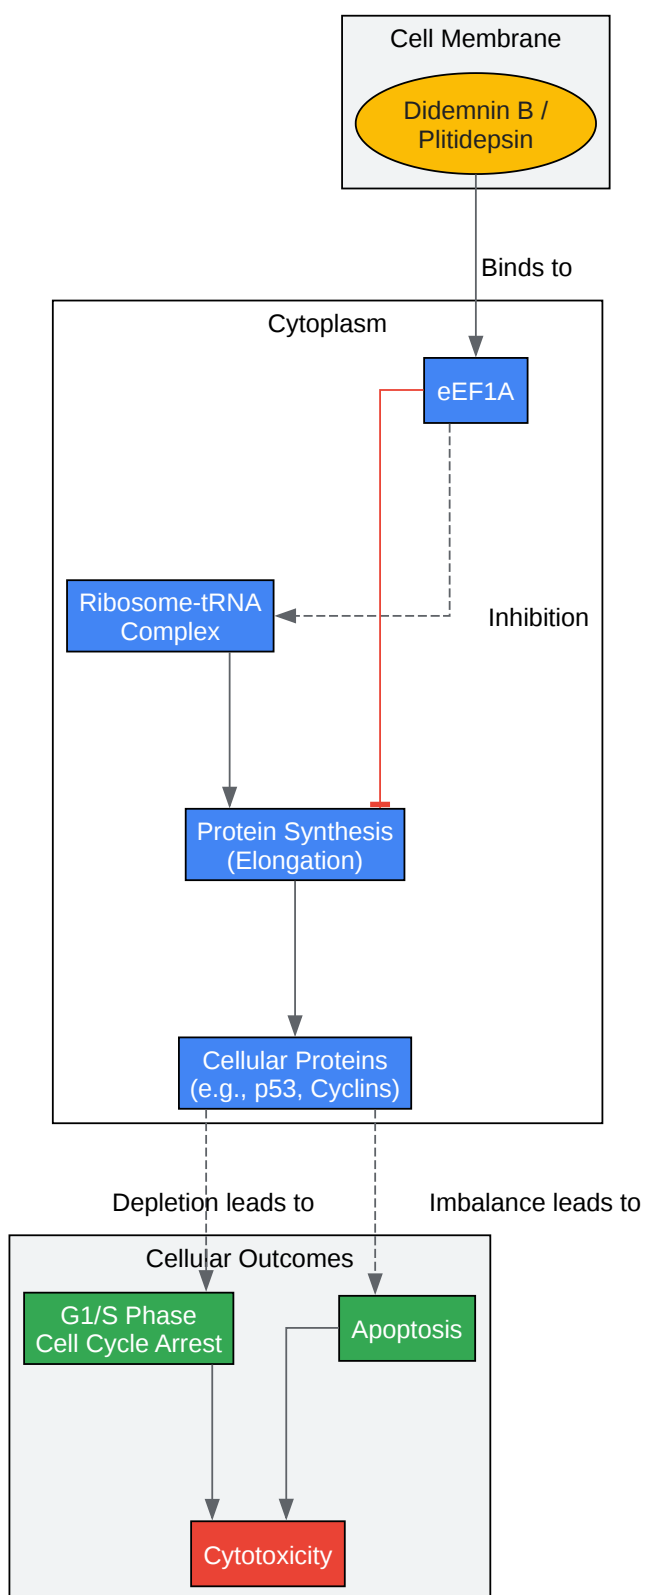 Cell Membrane
Didemnin B /
Plitidepsin
Binds to
Cytoplasm
eEF1A
Ribosome-tRNA
Complex
Inhibition
Protein Synthesis
(Elongation)
Cellular Proteins
(e.g., p53, Cyclins)
Depletion leads to
Imbalance leads to
Cellular Outcomes
G1/S Phase
Cell Cycle Arrest
Apoptosis
Cytotoxicity